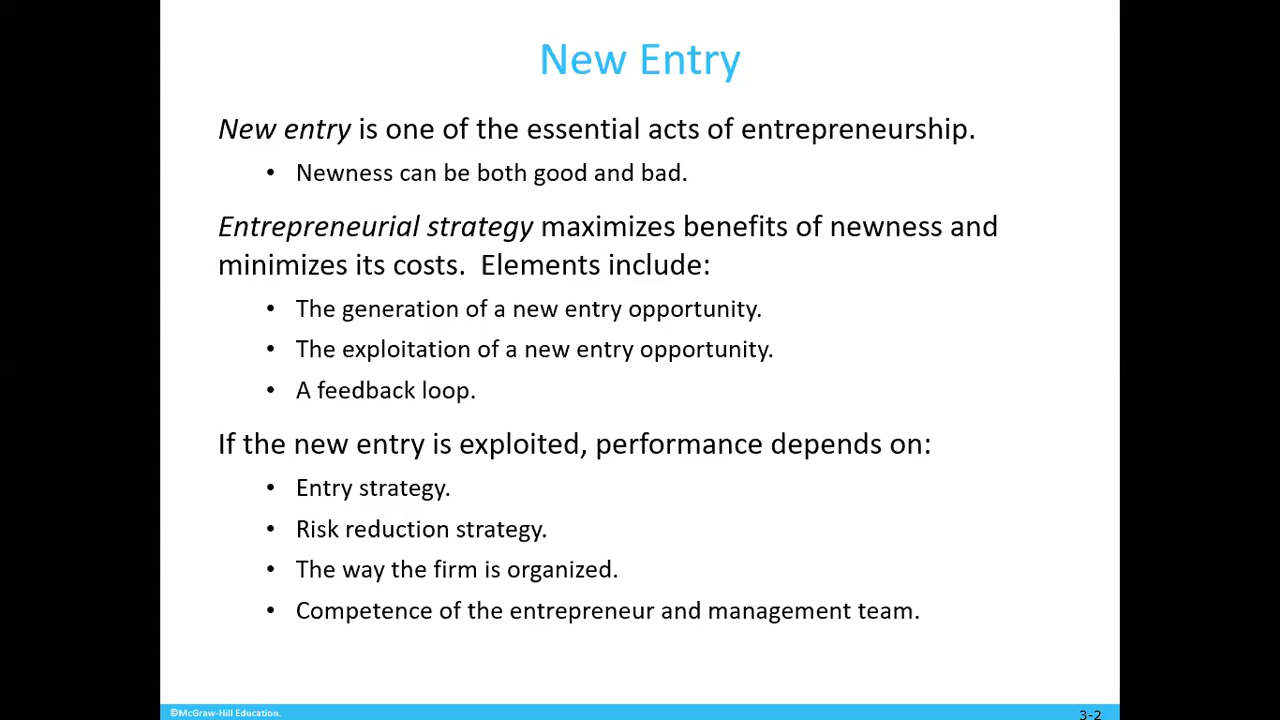 New Entry
New entry is one of the essential acts of entrepreneurship.
• Newness can be both good and bad.
Entrepreneurial strategy maximizes benefits of newness and
minimizes its costs.  Elements include:
• The generation of a new entry opportunity.
• The exploitation of a new entry opportunity.
• A feedback loop.
If the new entry is exploited, performance depends on:
• Entry strategy.
• Risk reduction strategy.
• The way the firm is organized.
• Competence of the entrepreneur and management team.
©McGraw-Hill Education.
3-2